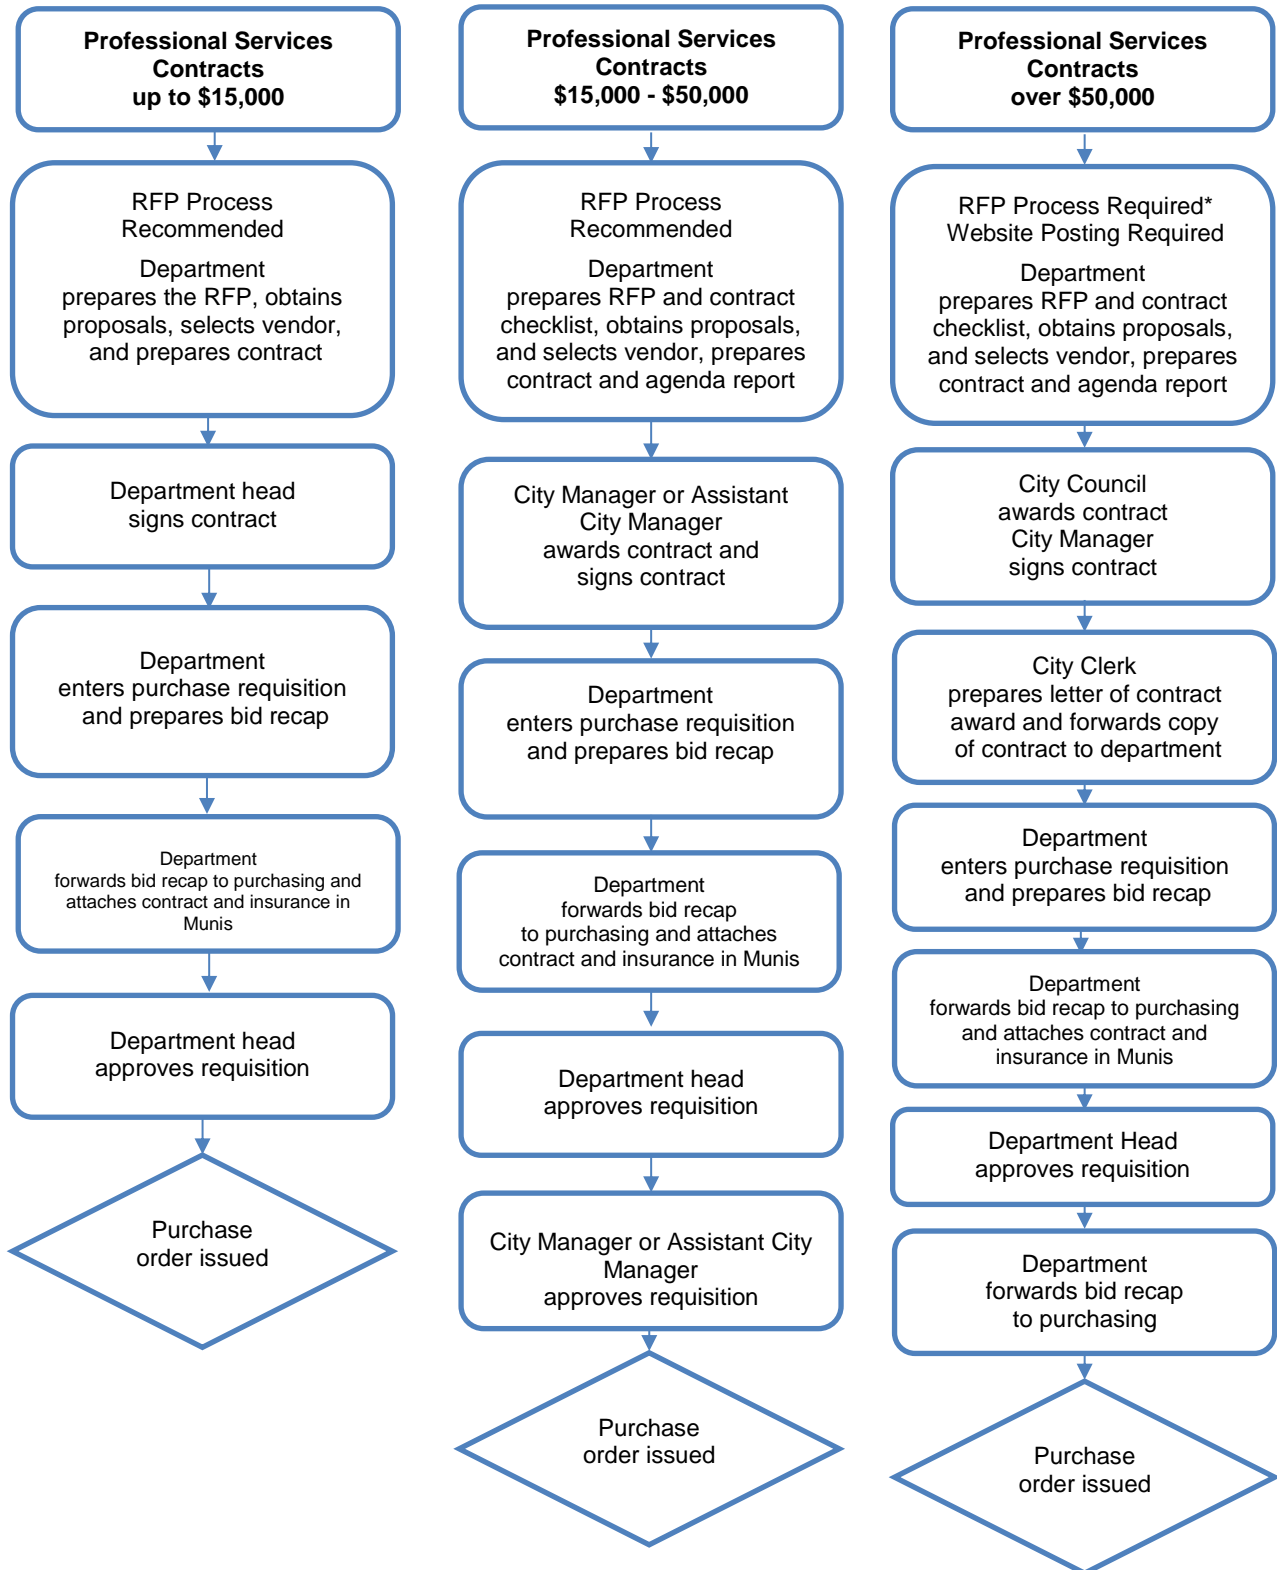 Professional Services
Contracts
up to $15,000
RFP Process
Recommended
Department
prepares the RFP, obtains
proposals, selects vendor,
and prepares contract
Department head
signs contract
Department
enters purchase requisition
and prepares bid recap
Department
forwards bid recap to purchasing and
attaches contract and insurance in
Munis
Department head
approves requisition
Purchase
order issued
Professional Services
Contracts
$15,000 - $50,000
RFP Process
Recommended
Department
prepares RFP and contract
checklist, obtains proposals,
and selects vendor, prepares
contract and agenda report
City Manager or Assistant
City Manager
awards contract and
signs contract
Department
enters purchase requisition
and prepares bid recap
Department
forwards bid recap
to purchasing and attaches
contract and insurance in Munis
Department head
approves requisition
City Manager or Assistant City
Manager
approves requisition
Purchase
order issued
Professional Services
Contracts
over $50,000
RFP Process Required*
Website Posting Required
Department
prepares RFP and contract
checklist, obtains proposals,
and selects vendor, prepares
contract and agenda report
City Council
awards contract
City Manager
signs contract
City Clerk
prepares letter of contract
award and forwards copy
of contract to department
Department
enters purchase requisition
and prepares bid recap
Department
forwards bid recap to purchasing
and attaches contract and
insurance in Munis
Department Head
approves requisition
Department
forwards bid recap
to purchasing
Purchase
order issued